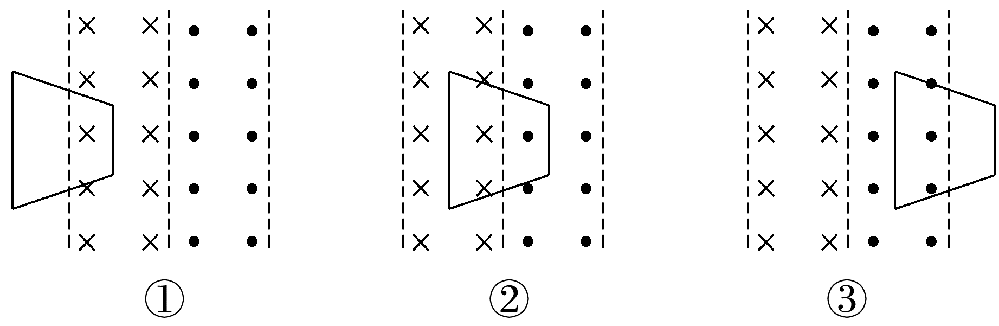 ① ② ③